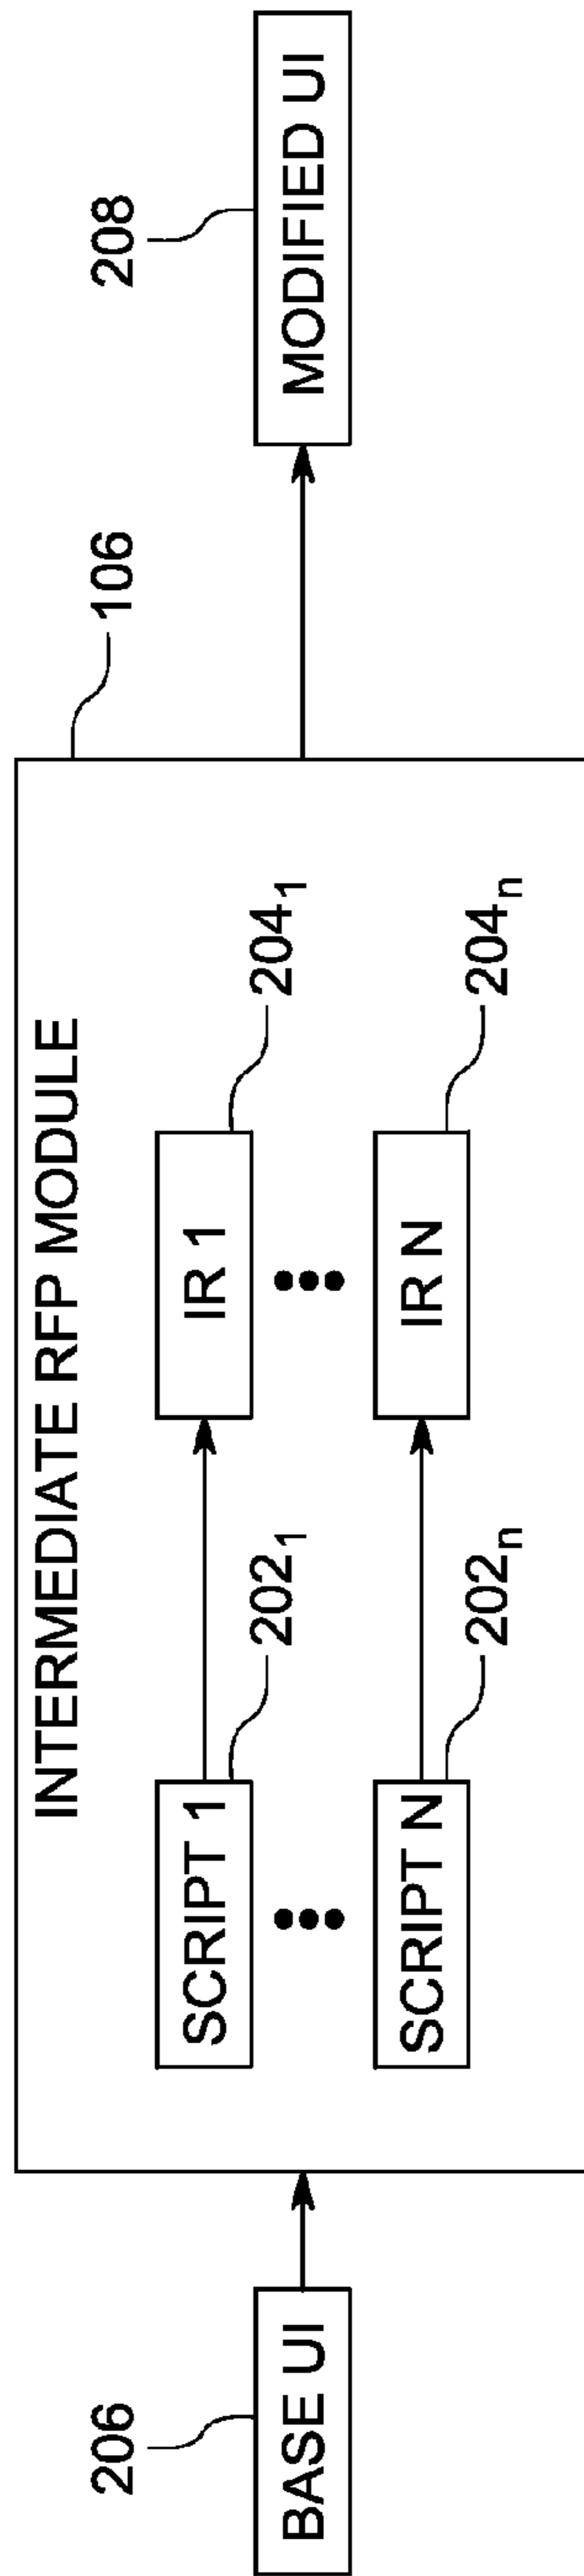 INTERMEDIATE RFP MODULE
106
206
BASE UI
SCRIPT 1
202₁
IR 1
204₁
SCRIPT N
202ₙ
IR N
204ₙ
208
MODIFIED UI